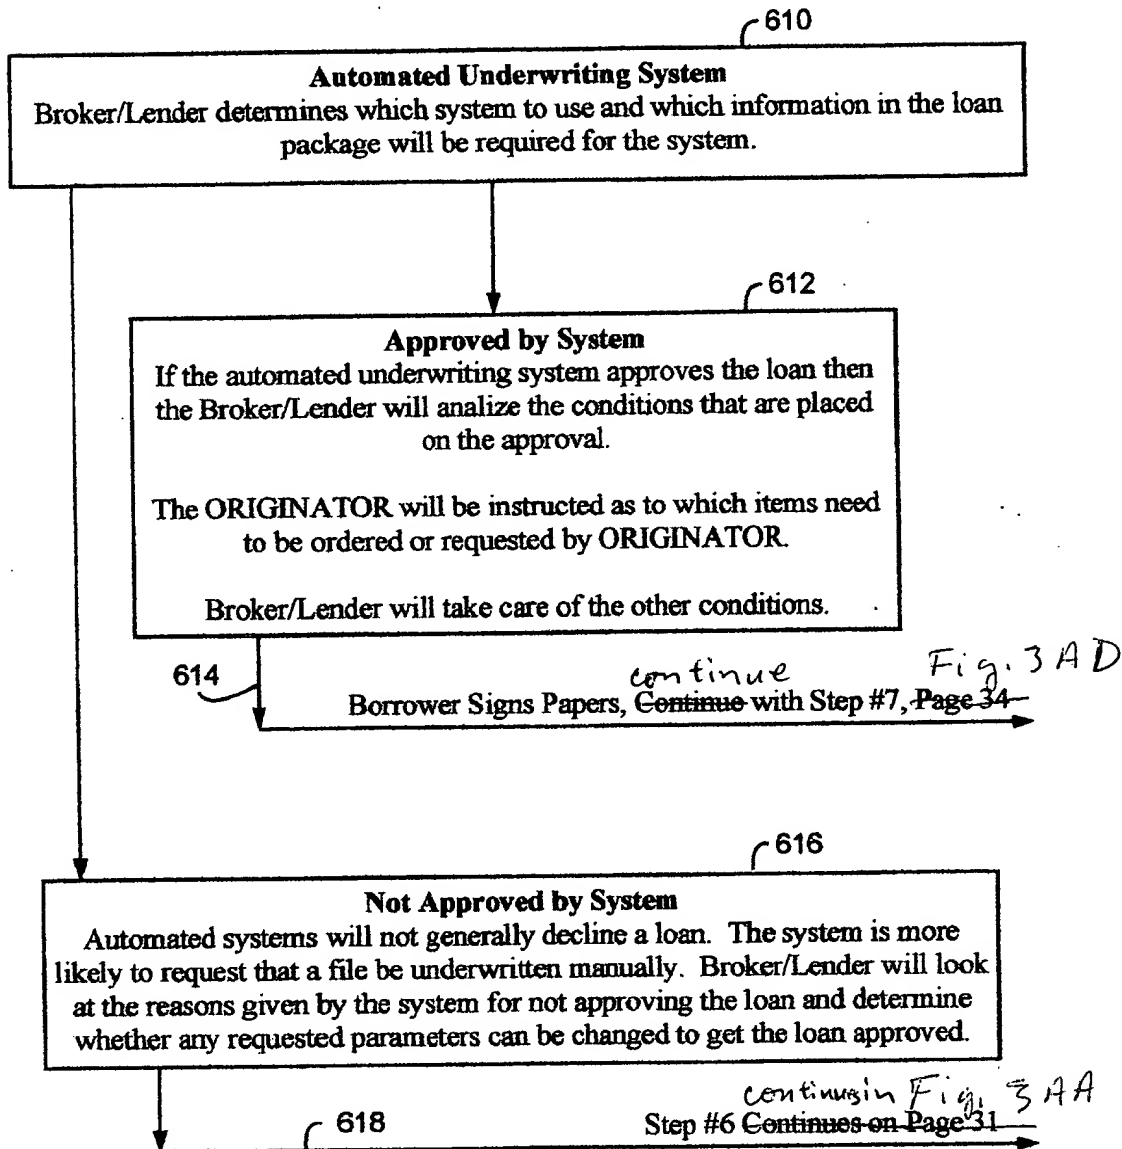 610
Automated Underwriting System
Broker/Lender determines which system to use and which information in the loan
package will be required for the system.
612
Approved by System
If the automated underwriting system approves the loan then
the Broker/Lender will analize the conditions that are placed
on the approval.
The ORIGINATOR will be instructed as to which items need
to be ordered or requested by ORIGINATOR.
Broker/Lender will take care of the other conditions.
614
continue Fig. 3AD
Borrower Signs Papers, Continue with Step #7, Page 34
616
Not Approved by System
Automated systems will not generally decline a loan. The system is more
likely to request that a file be underwritten manually. Broker/Lender will look
at the reasons given by the system for not approving the loan and determine
whether any requested parameters can be changed to get the loan approved.
continues in Fig. 3AA
618
Step #6 Continues on Page 31